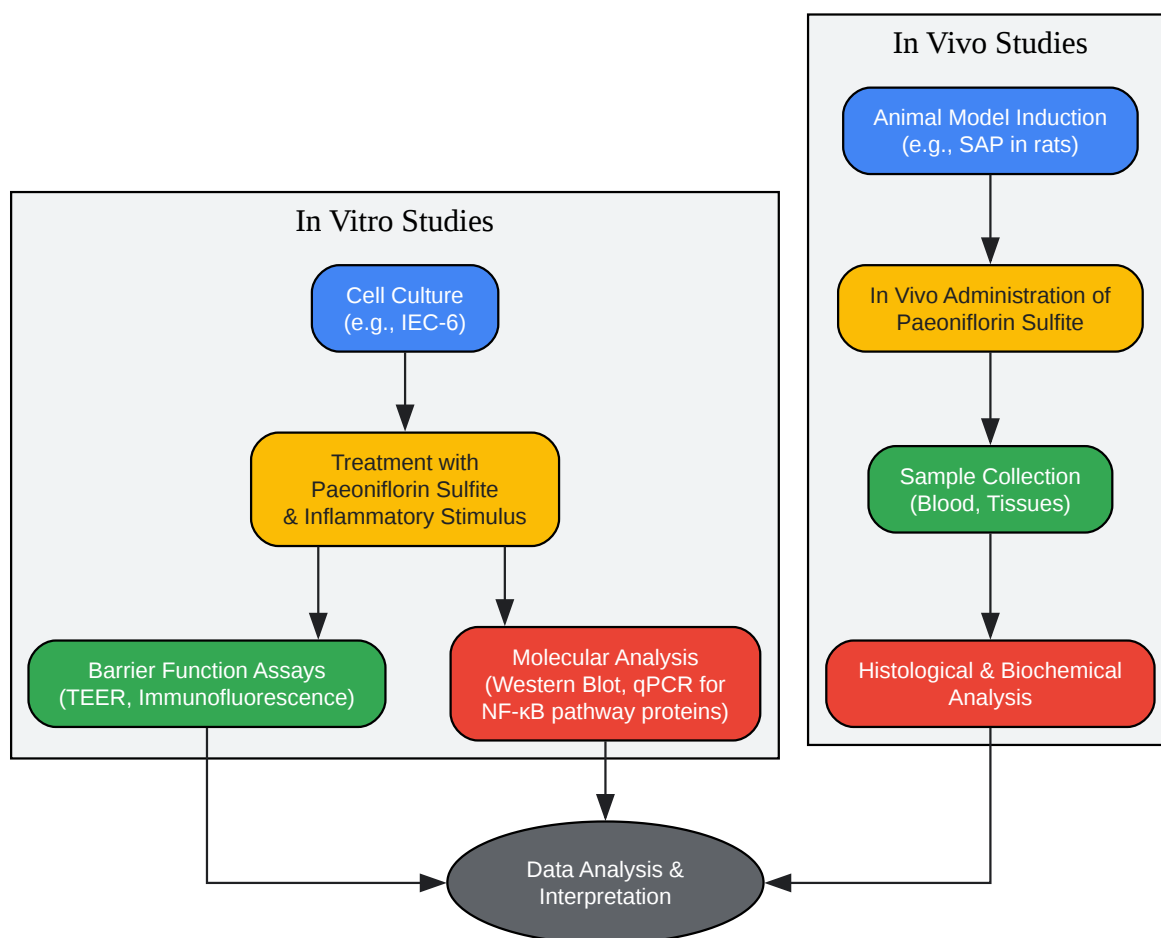 In Vivo Studies
Animal Model Induction
(e.g., SAP in rats)
In Vivo Administration of
Paeoniflorin Sulfite
Sample Collection
(Blood, Tissues)
Histological & Biochemical
Analysis
In Vitro Studies
Cell Culture
(e.g., IEC-6)
Treatment with
Paeoniflorin Sulfite
& Inflammatory Stimulus
Barrier Function Assays
(TEER, Immunofluorescence)
Molecular Analysis
(Western Blot, qPCR for
NF-κB pathway proteins)
Data Analysis &
Interpretation